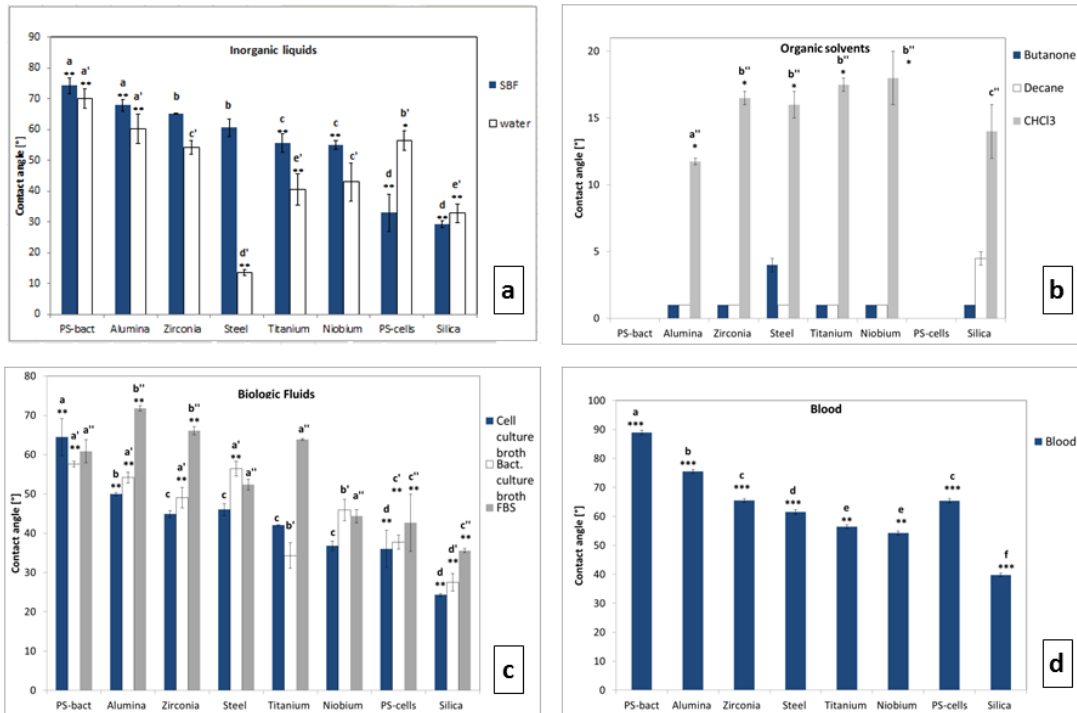 Inorganic liquids
Contact angle [°]
90
80
70
60
50
40
30
20
10
0
a
**
a'
**
a
**
a'
**
b
c'
b
d'
**
c
**
e'
**
c
**
c'
d
**
b'
*
d
**
e'
**
SBF
water
PS-bact Alumina Zirconia Steel Titanium Niobium PS-cells Silica
a
Organic solvents
Contact angle [°]
20
15
10
5
0
a''
*
b''
*
b''
*
b''
*
b''
*
c''
Butanone
Decane
CHCl3
PS-bact Alumina Zirconia Steel Titanium Niobium PS-cells Silica
b
Biologic Fluids
Contact angle [°]
80
70
60
50
40
30
20
10
0
a
**
a'
**
a''
b
**
a'
**
b''
**
c
a'
**
b''
**
c
a'
**
a''
c
b'
a''
c
b'
a''
d
**
c'
**
c''
**
d
**
d'
**
c''
**
Cell
culture
broth
Bact.
culture
broth
FBS
PS-bact Alumina Zirconia Steel Titanium Niobium PS-cells Silica
c
Blood
Contact angle [°]
100
90
80
70
60
50
40
30
20
10
0
a
***
b
***
c
***
d
***
e
**
e
**
c
***
f
***
Blood
PS-bact Alumina Zirconia Steel Titanium Niobium PS-cells Silica
d